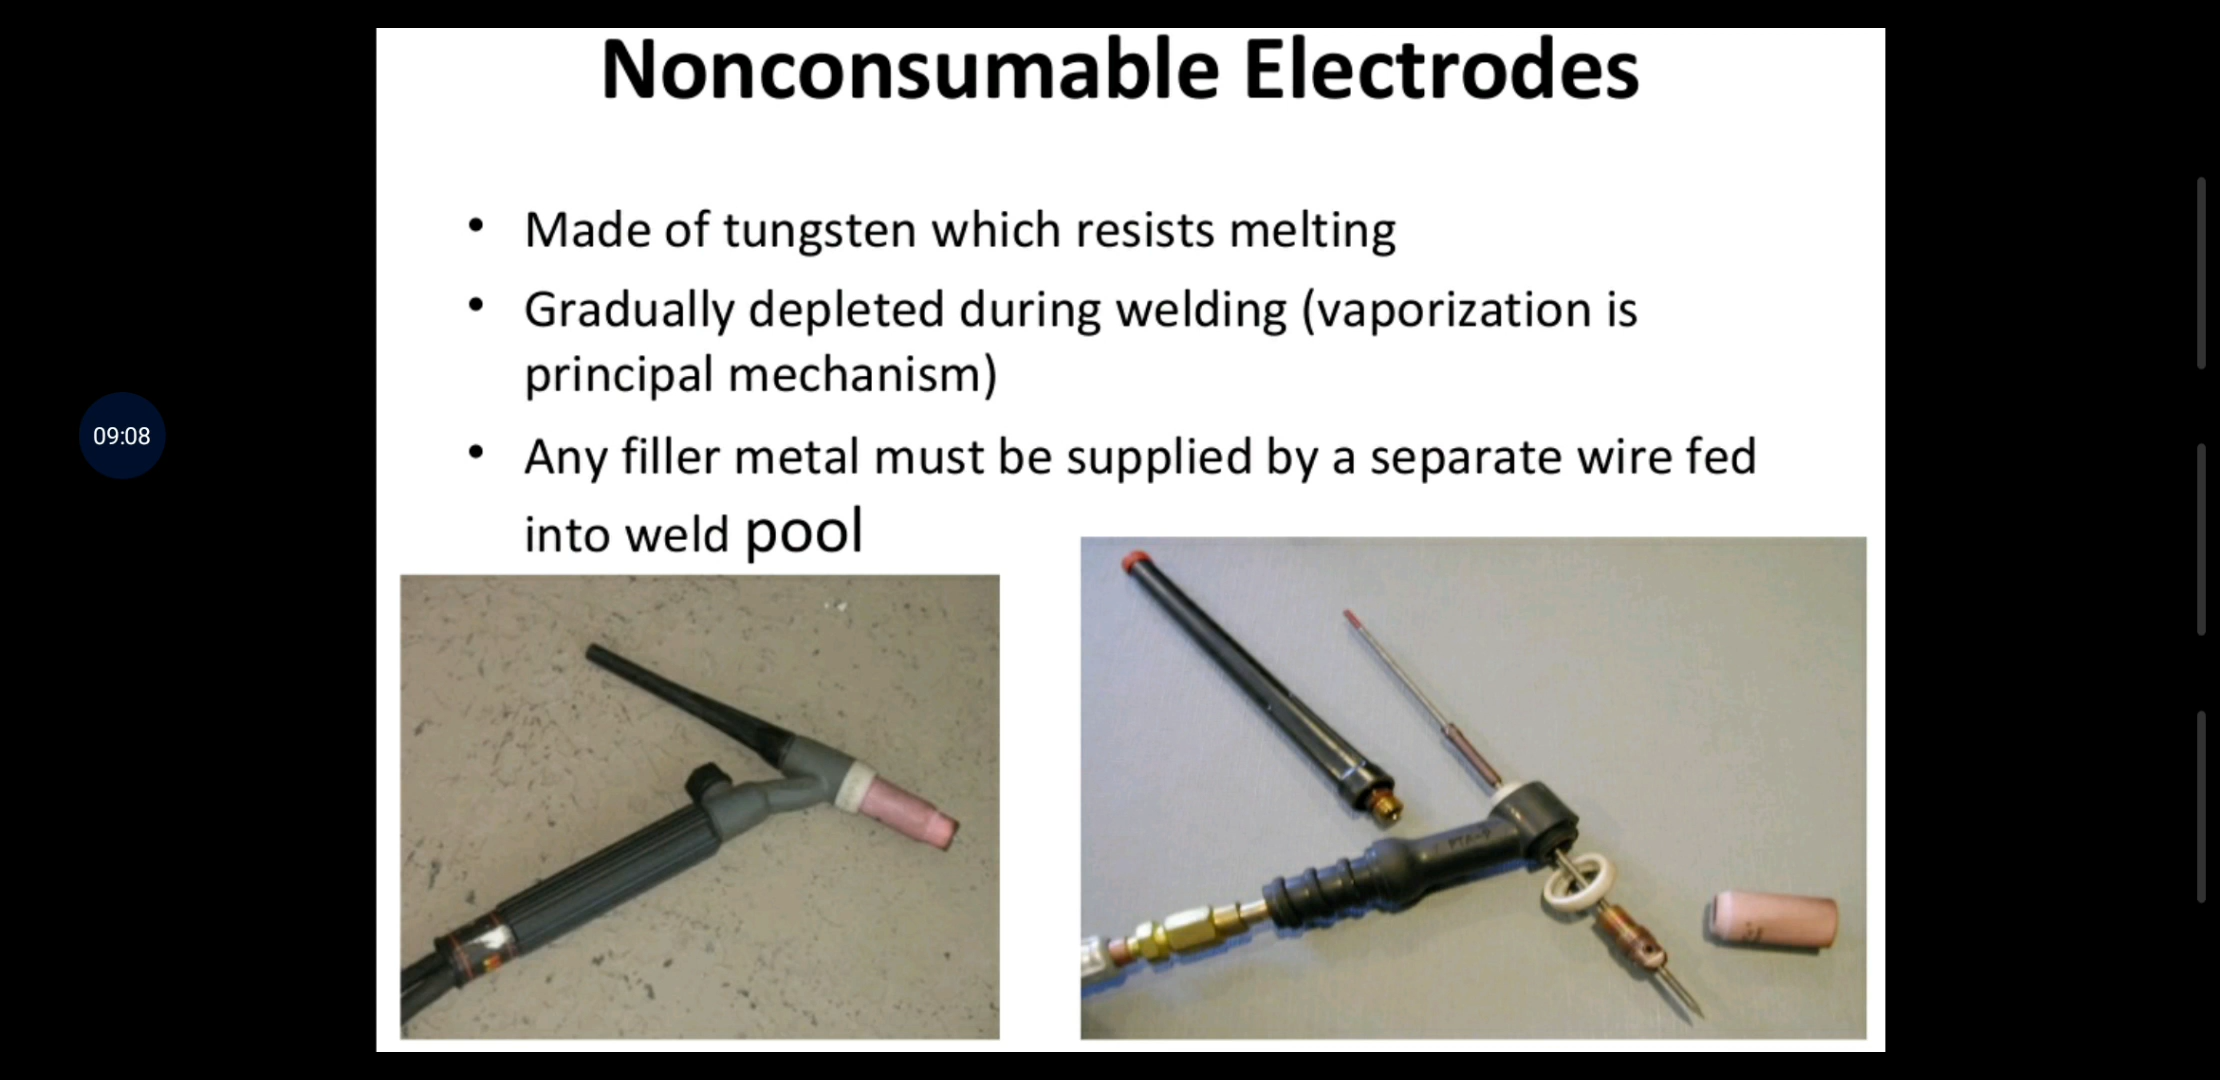 Nonconsumable Electrodes
• Made of tungsten which resists melting
• Gradually depleted during welding (vaporization is
principal mechanism)
09:08
• Any filler metal must be supplied by a separate wire fed
into weld pool